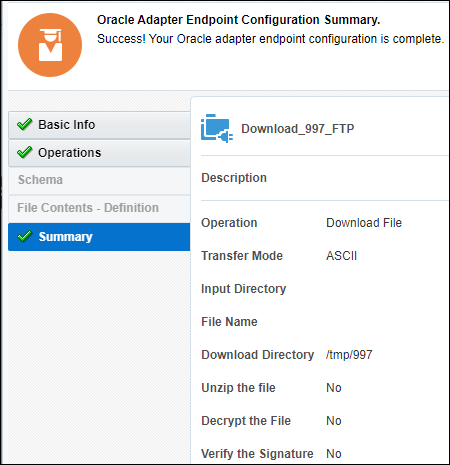 Oracle Adapter Endpoint Configuration Summary.
Success! Your Oracle adapter endpoint configuration is complete.
Basic Info
Operations
Schema
File Contents - Definition
Summary
Download_997_FTP
Description
Operation Download File
Transfer Mode ASCII
Input Directory
File Name
Download Directory /tmp/997
Unzip the file No
Decrypt the File No
Verify the Signature No